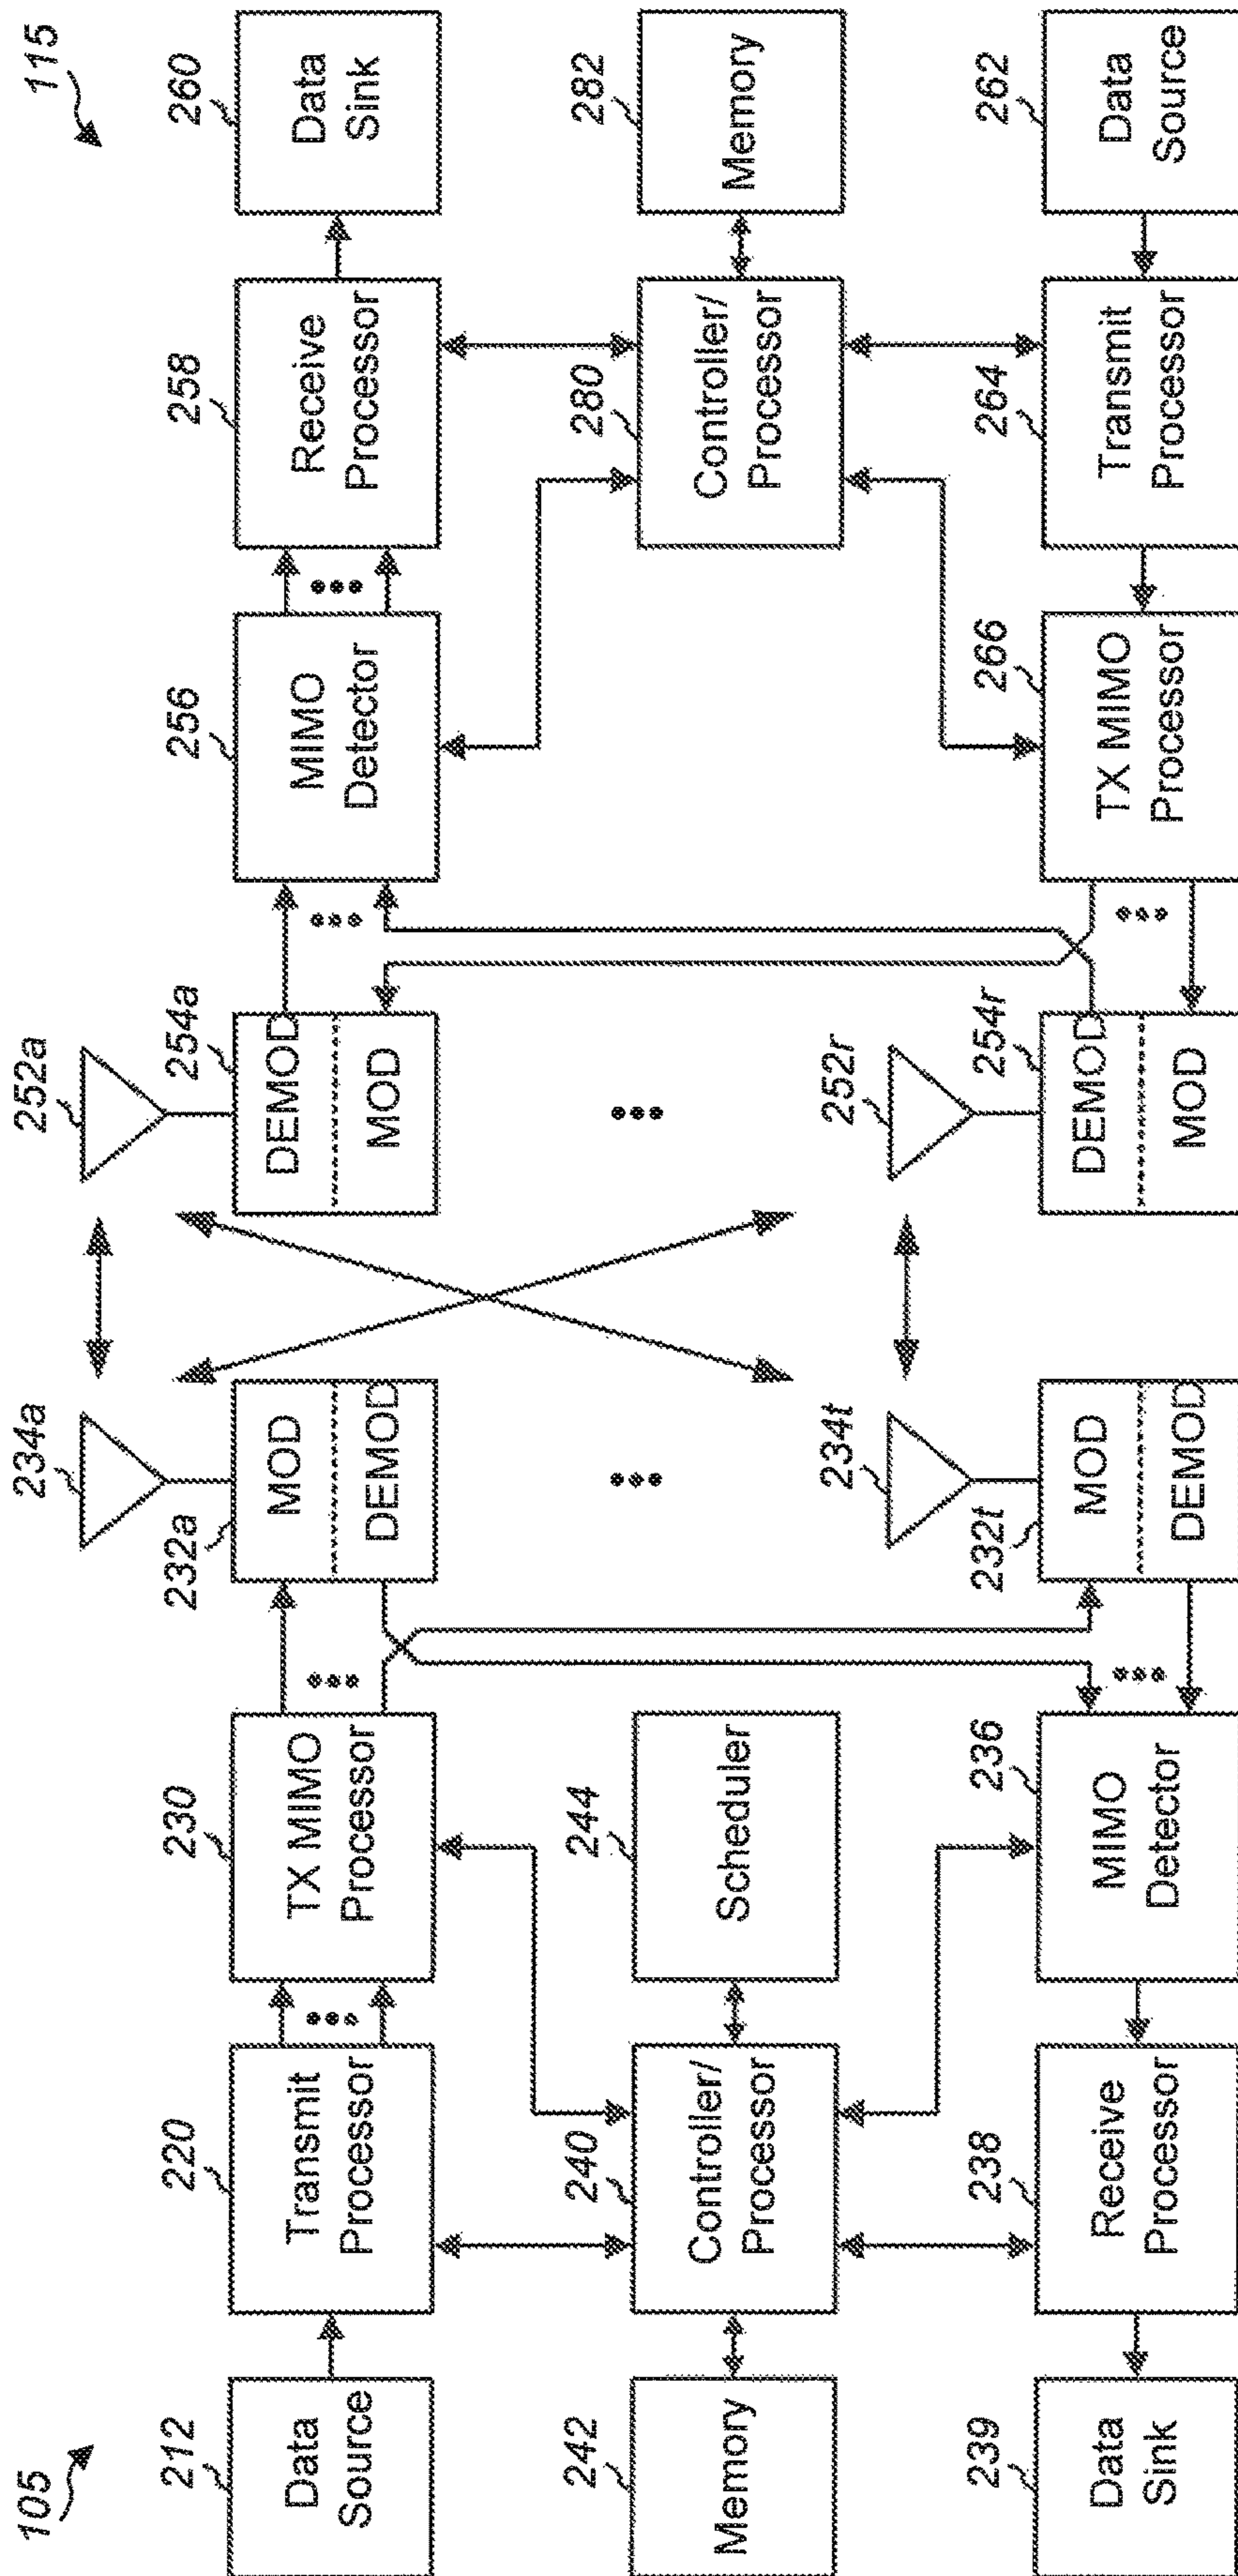 105
115
212
Data
Source
220
Transmit
Processor
230
TX MIMO
Processor
232a
MOD
DEMOD
234a
252a
254a
DEMOD
MOD
256
MIMO
Detector
258
Receive
Processor
260
Data
Sink
242
Memory
240
Controller/
Processor
244
Scheduler
280
Controller/
Processor
282
Memory
239
Data
Sink
238
Receive
Processor
236
MIMO
Detector
232t
MOD
DEMOD
234t
252r
254r
DEMOD
MOD
266
TX MIMO
Processor
264
Transmit
Processor
262
Data
Source